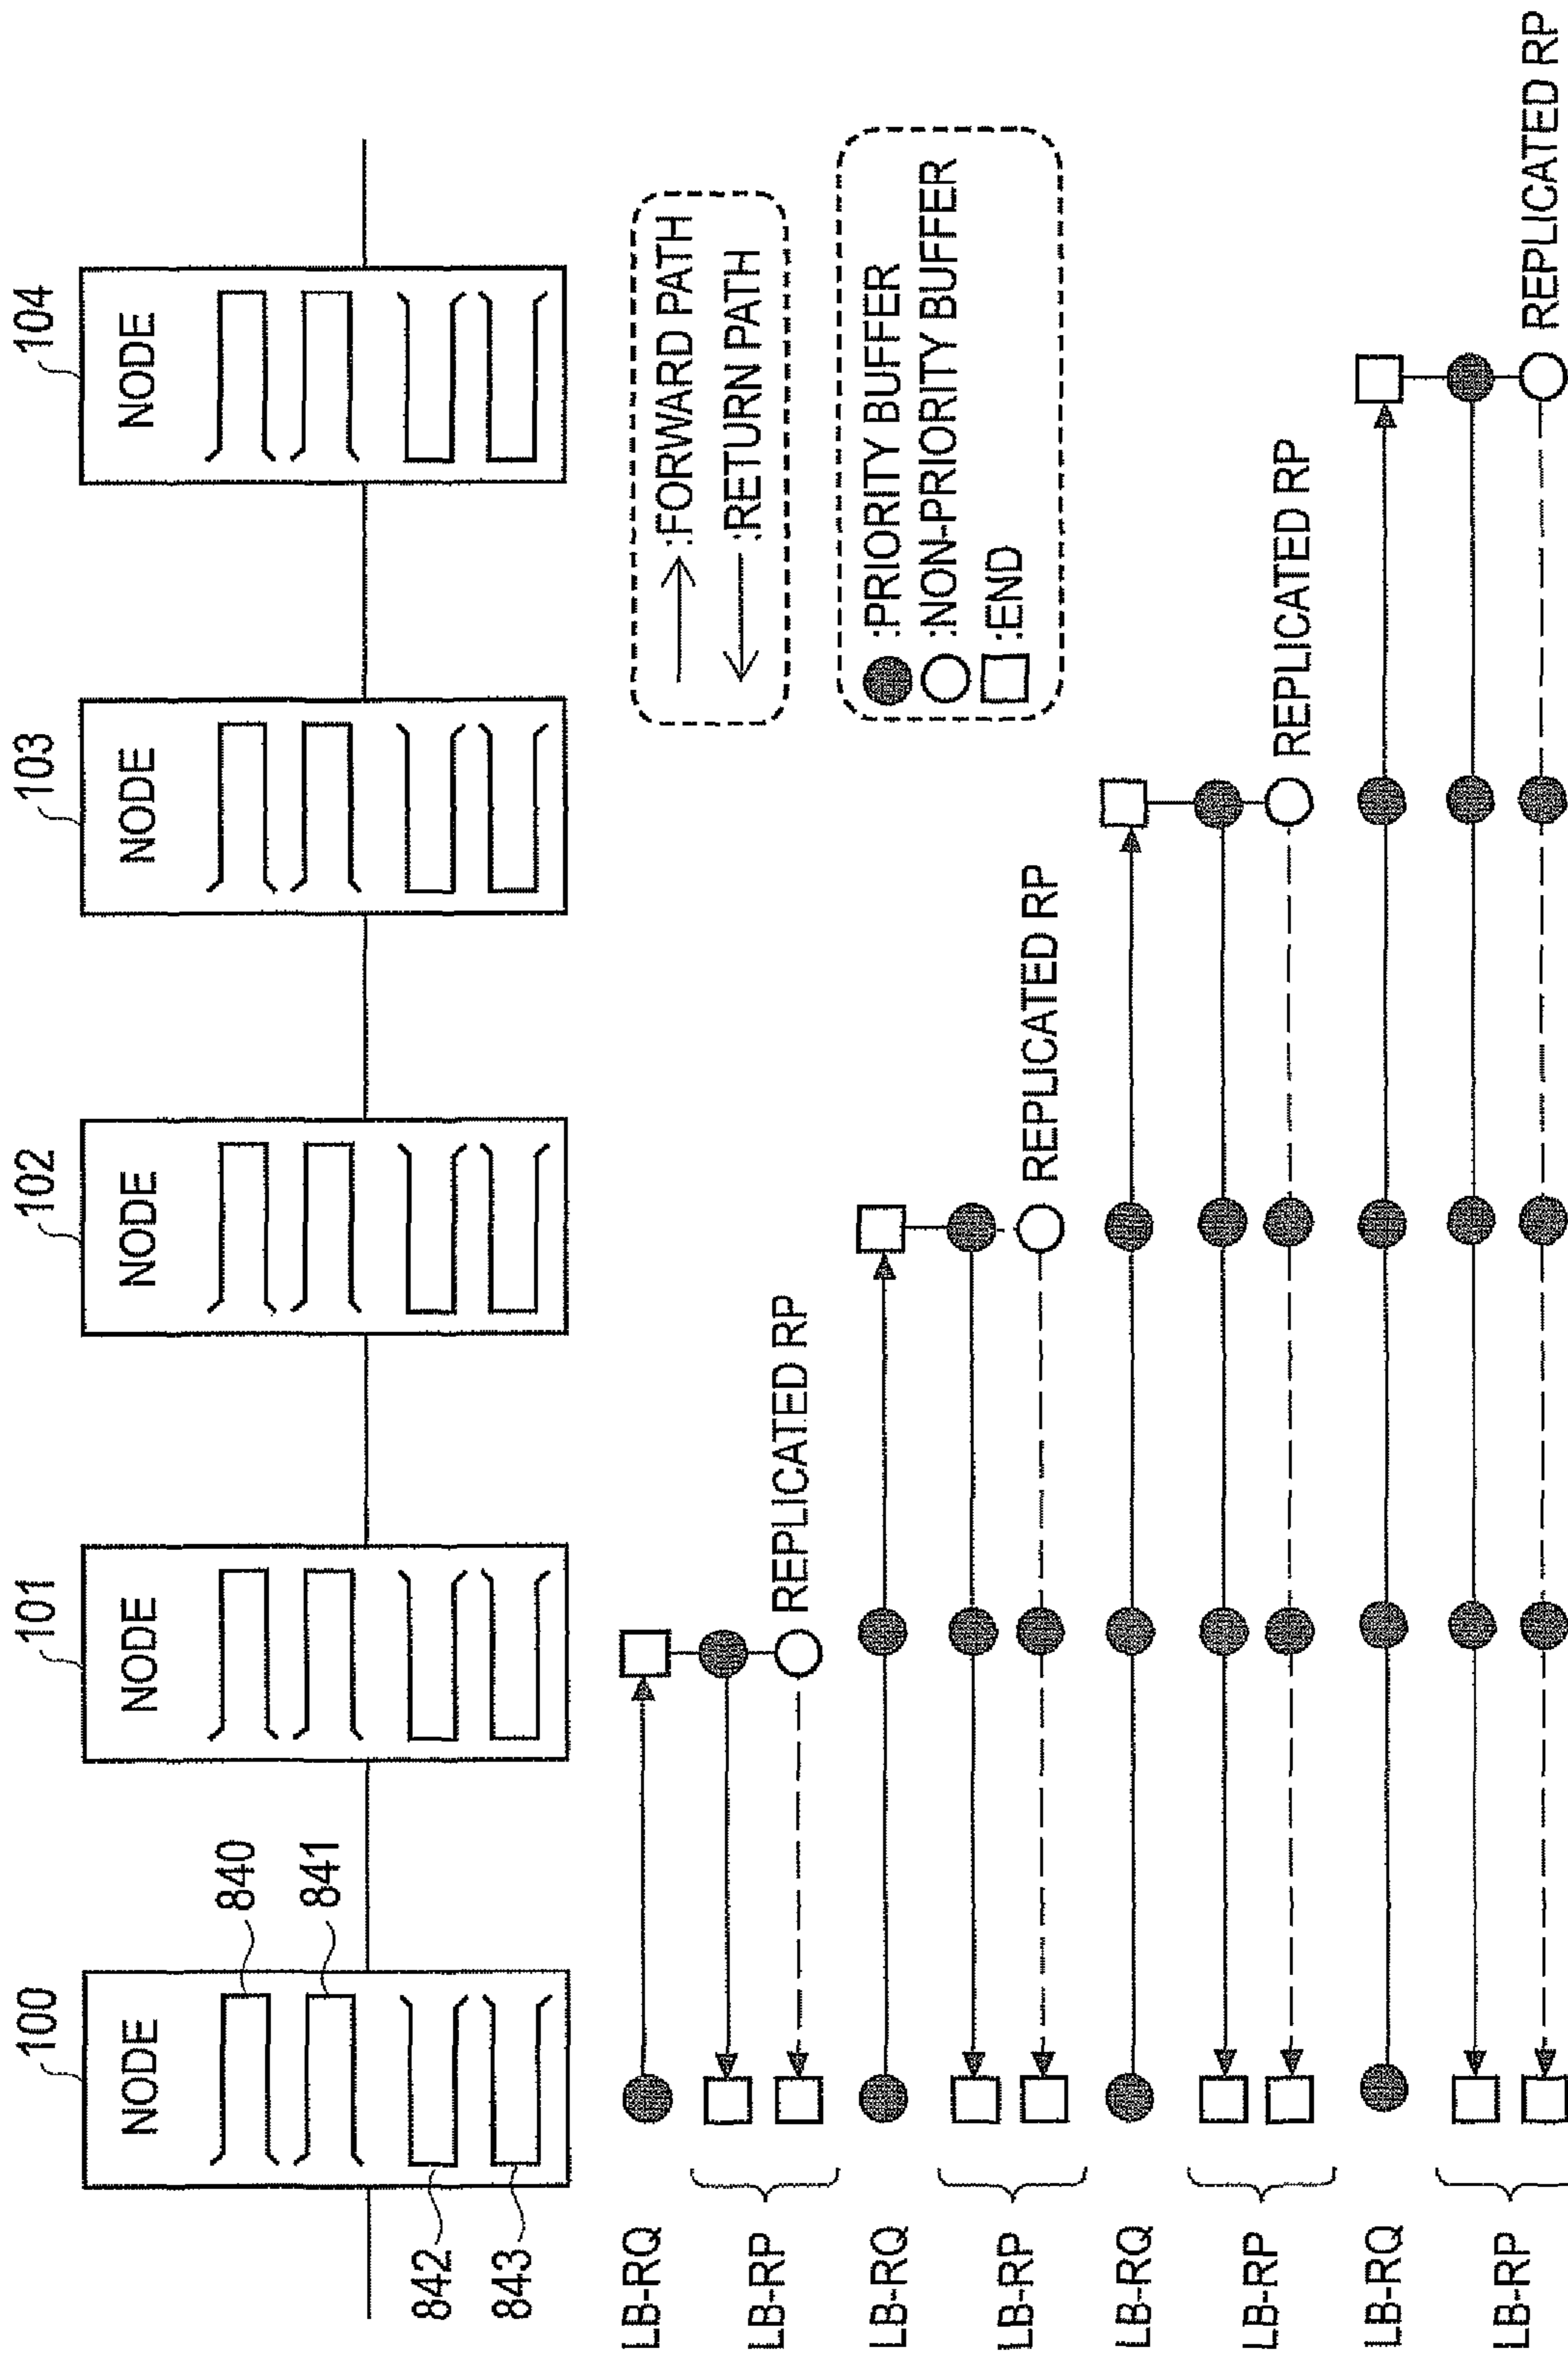 100
101
102
103
104
NODE
NODE
NODE
NODE
NODE
840
841
842
843
:FORWARD PATH
:RETURN PATH
:PRIORITY BUFFER
:NON-PRIORITY BUFFER
:END
LB-RQ
LB-RP
REPLICATED RP
LB-RQ
LB-RP
REPLICATED RP
LB-RQ
LB-RP
REPLICATED RP
LB-RQ
LB-RP
REPLICATED RP